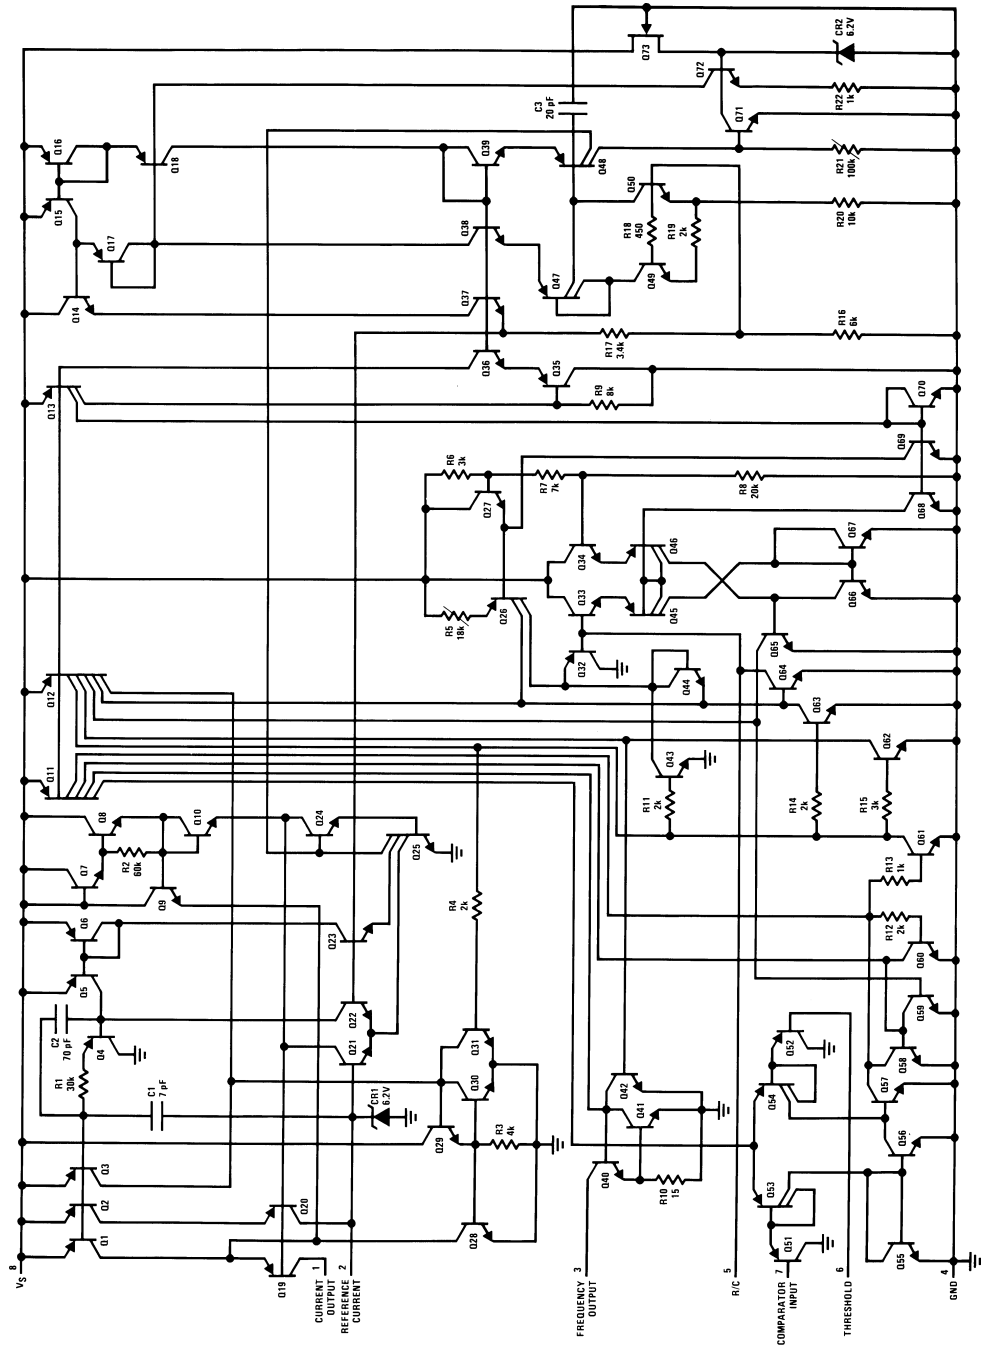 CR2
6.2V
Q73
Q72
R22
1k
Q71
C3
20 pF
Q16
Q18
Q39
Q48
R21
100k
Q15
Q17
Q38
Q50
R18
450
R19
2k
R20
10k
Q14
Q37
Q47
Q49
R17
3.4k
R16
6k
Q13
Q36
Q35
R9
8k
Q70
Q69
R6
3k
Q27
R7
7k
R8
20k
Q68
Q46
Q34
Q67
R5
18k
Q26
Q33
Q45
Q66
Q32
Q65
Q12
Q44
Q64
Q63
Q11
Q43
R11
2k
R14
2k
Q62
R15
3k
Q8
Q10
Q24
Q25
Q61
R13
1k
Q7
R2
60k
Q9
R4
2k
R12
2k
Q6
Q23
Q60
Q5
C2
70 pF
Q22
Q59
Q4
Q21
Q31
Q52
Q58
R1
30k
C1
7 pF
CR1
6.2V
Q30
Q42
Q41
Q54
Q57
Q29
R3
4k
Q56
Q3
Q2
Q20
Q40
R10
15
Q53
Q1
Q28
Q51
Q55
Q19
8
VS
1
CURRENT
OUTPUT
2
REFERENCE
CURRENT
3
FREQUENCY
OUTPUT
5
R/C
7
COMPARATOR
INPUT
6
THRESHOLD
4
GND